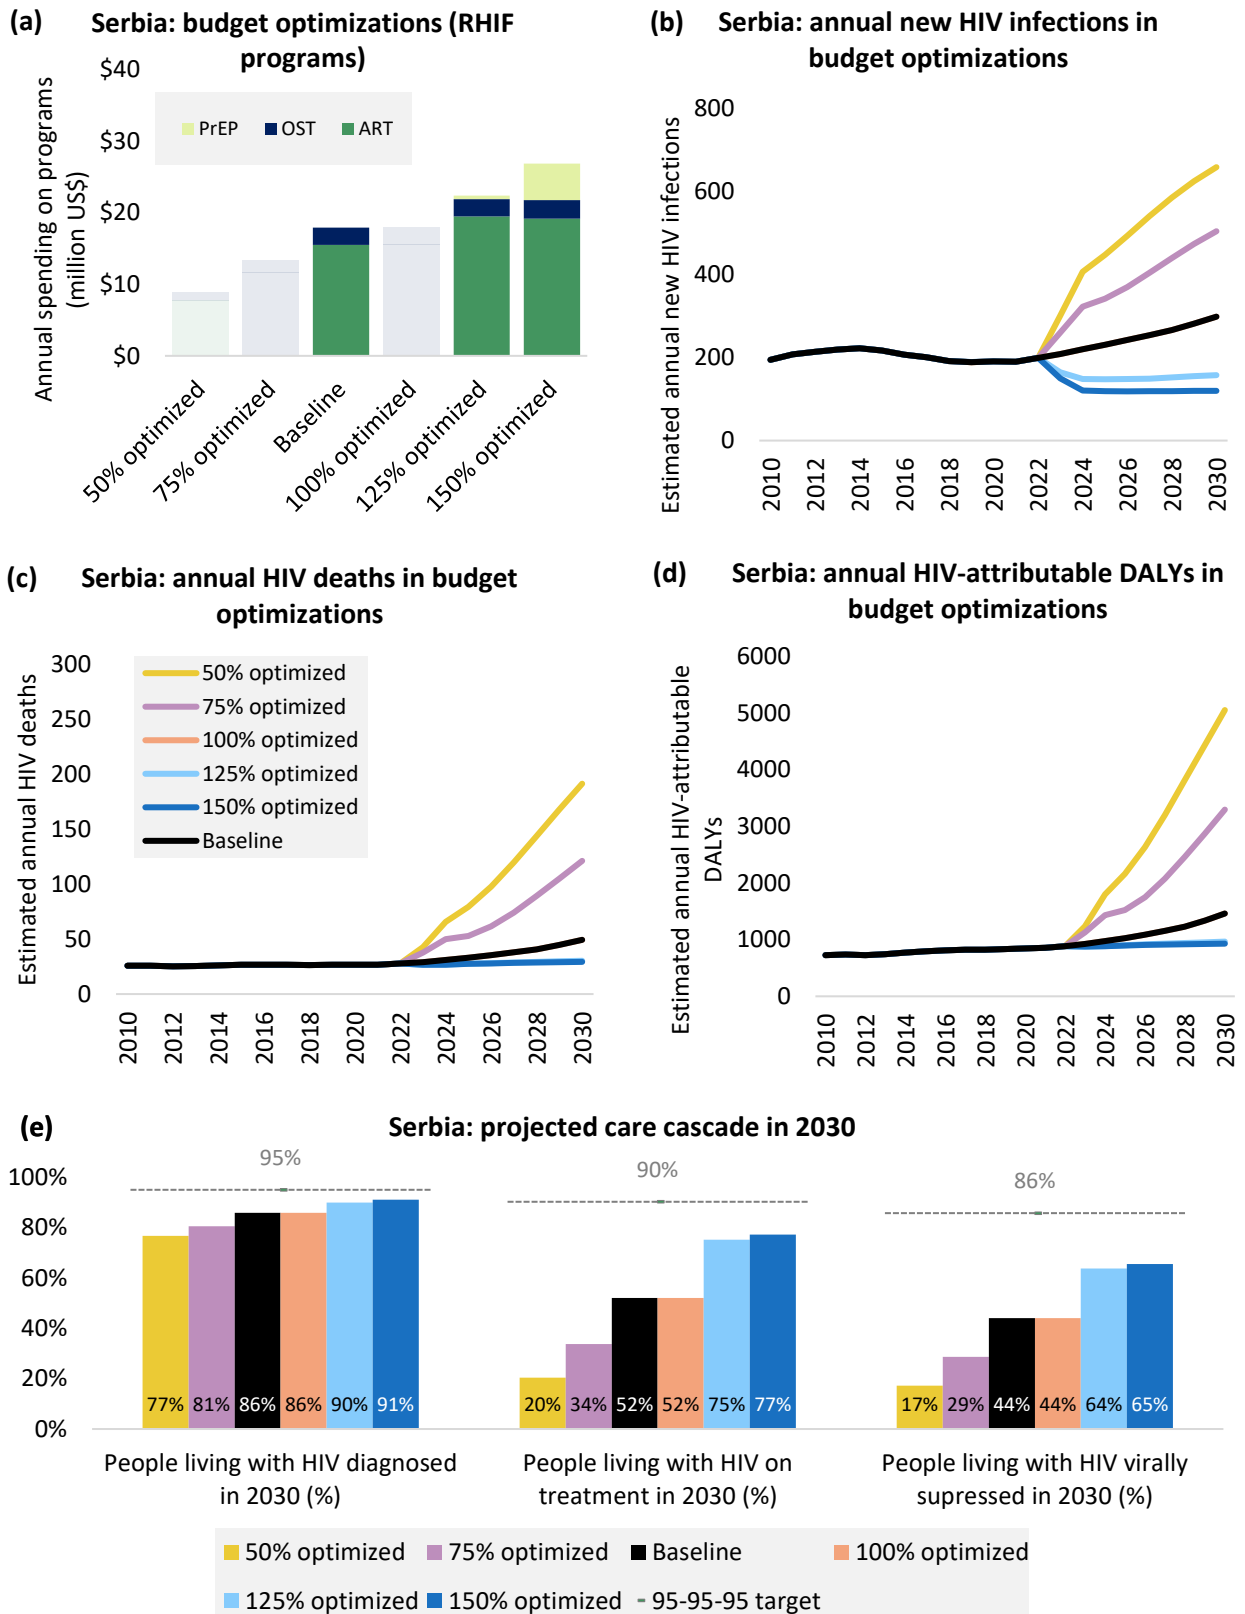 (a) Serbia: budget optimizations (RHIF
programs)
Annual spending on programs
(million US$)
$40
$30
$20
$10
$0
PrEP OST ART
50% optimized
75% optimized
Baseline
100% optimized
125% optimized
150% optimized
(b) Serbia: annual new HIV infections in
budget optimizations
Estimated annual new HIV infections
800
600
400
200
0
2010 2012 2014 2016 2018 2020 2022 2024 2026 2028 2030
(c) Serbia: annual HIV deaths in budget
optimizations
Estimated annual HIV deaths
300
250
200
150
100
50
0
50% optimized
75% optimized
100% optimized
125% optimized
150% optimized
Baseline
2010 2012 2014 2016 2018 2020 2022 2024 2026 2028 2030
(d) Serbia: annual HIV-attributable DALYs in
budget optimizations
Estimated annual HIV-attributable
DALYs
6000
5000
4000
3000
2000
1000
0
2010 2012 2014 2016 2018 2020 2022 2024 2026 2028 2030
(e) Serbia: projected care cascade in 2030
95% 90% 86%
100%
80%
60%
40%
20%
0%
77% 81% 86% 86% 90% 91%
20% 34% 52% 52% 75% 77%
17% 29% 44% 44% 64% 65%
People living with HIV diagnosed
in 2030 (%)
People living with HIV on
treatment in 2030 (%)
People living with HIV virally
supressed in 2030 (%)
50% optimized 75% optimized Baseline 100% optimized
125% optimized 150% optimized 95-95-95 target